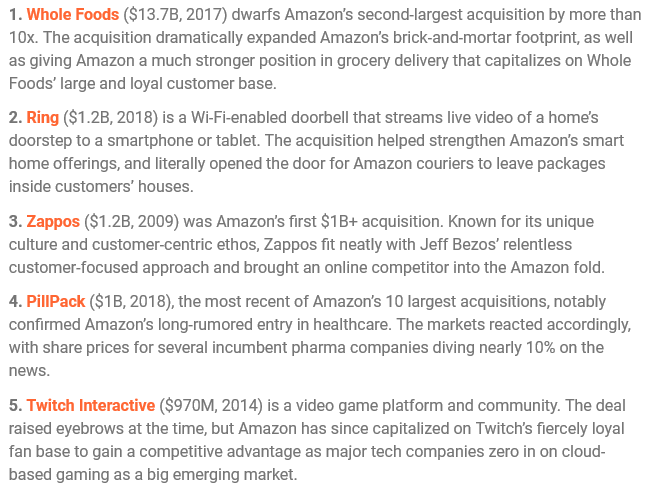 1. Whole Foods ($13.7B, 2017) dwarfs Amazon’s second-largest acquisition by more than
10x. The acquisition dramatically expanded Amazon’s brick-and-mortar footprint, as well
as giving Amazon a much stronger position in grocery delivery that capitalizes on Whole
Foods’ large and loyal customer base.
2. Ring ($1.2B, 2018) is a Wi-Fi-enabled doorbell that streams live video of a home’s
doorstep to a smartphone or tablet. The acquisition helped strengthen Amazon’s smart
home offerings, and literally opened the door for Amazon couriers to leave packages
inside customers’ houses.
3. Zappos ($1.2B, 2009) was Amazon’s first $1B+ acquisition. Known for its unique
culture and customer-centric ethos, Zappos fit neatly with Jeff Bezos’ relentless
customer-focused approach and brought an online competitor into the Amazon fold.
4. PillPack ($1B, 2018), the most recent of Amazon’s 10 largest acquisitions, notably
confirmed Amazon’s long-rumored entry in healthcare. The markets reacted accordingly,
with share prices for several incumbent pharma companies diving nearly 10% on the
news.
5. Twitch Interactive ($970M, 2014) is a video game platform and community. The deal
raised eyebrows at the time, but Amazon has since capitalized on Twitch’s fiercely loyal
fan base to gain a competitive advantage as major tech companies zero in on cloud-
based gaming as a big emerging market.